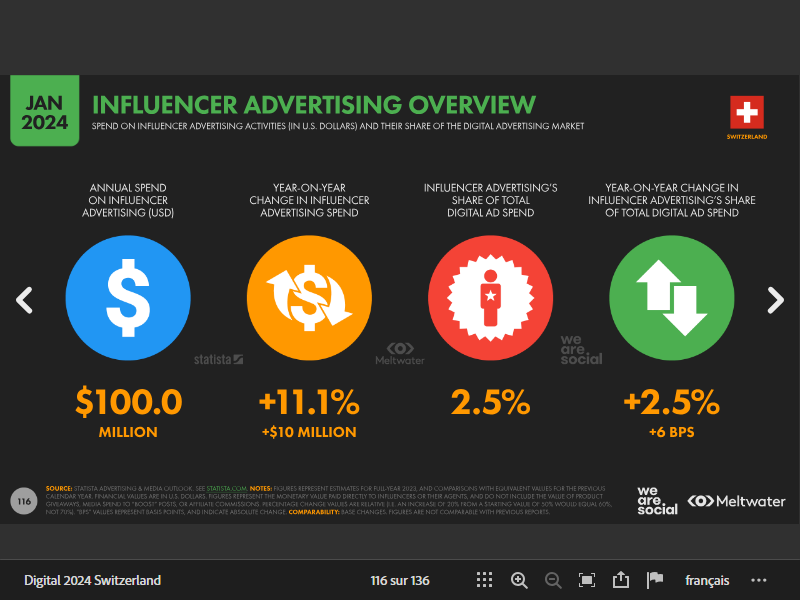 JAN
2024
INFLUENCER ADVERTISING OVERVIEW
SPEND ON INFLUENCER ADVERTISING ACTIVITIES (IN U.S. DOLLARS) AND THEIR SHARE OF THE DIGITAL ADVERTISING MARKET
SWITZERLAND
ANNUAL SPEND
ON INFLUENCER
ADVERTISING (USD)
YEAR-ON-YEAR
CHANGE IN INFLUENCER
ADVERTISING SPEND
INFLUENCER ADVERTISING'S
SHARE OF TOTAL
DIGITAL AD SPEND
YEAR-ON-YEAR CHANGE IN
INFLUENCER ADVERTISING'S SHARE
OF TOTAL DIGITAL AD SPEND
$
$
statista
Meltwater
we
are.
social
$100.0
MILLION
+11.1%
+$10 MILLION
2.5%
+2.5%
+6 BPS
116
SOURCE: STATISTA ADVERTISING & MEDIA OUTLOOK. SEE STATISTA.COM. NOTES: FIGURES REPRESENT ESTIMATES FOR FULL-YEAR 2023, AND COMPARISONS WITH EQUIVALENT VALUES FOR THE PREVIOUS
CALENDAR YEAR. FINANCIAL VALUES ARE IN U.S. DOLLARS. FIGURES REPRESENT THE MONETARY VALUE PAID DIRECTLY TO INFLUENCERS OR THEIR AGENTS, AND DO NOT INCLUDE THE VALUE OF PRODUCT
GIVEAWAYS, MEDIA SPEND TO "BOOST" POSTS, OR AFFILIATE COMMISSIONS. PERCENTAGE CHANGE VALUES ARE RELATIVE (I.E. AN INCREASE OF 20% FROM A STARTING VALUE OF 50% WOULD EQUAL 60%,
NOT 70%). "BPS" VALUES REPRESENT BASIS POINTS, AND INDICATE ABSOLUTE CHANGE. COMPARABILITY: BASE CHANGES. FIGURES ARE NOT COMPARABLE WITH PREVIOUS REPORTS.
we
are.
social
Meltwater
Digital 2024 Switzerland
116 sur 136
français